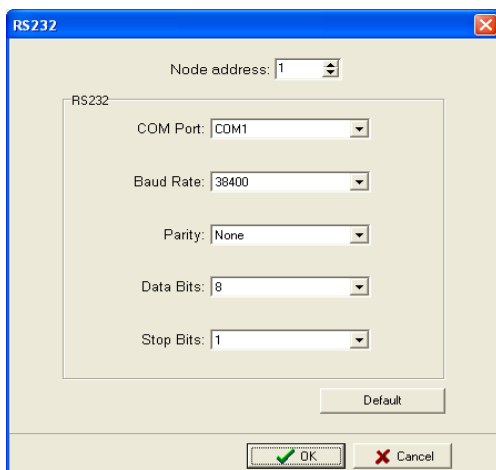 RS232
Node address: 1
RS232
COM Port: COM1
Baud Rate: 38400
Parity: None
Data Bits: 8
Stop Bits: 1
Default
OK Cancel